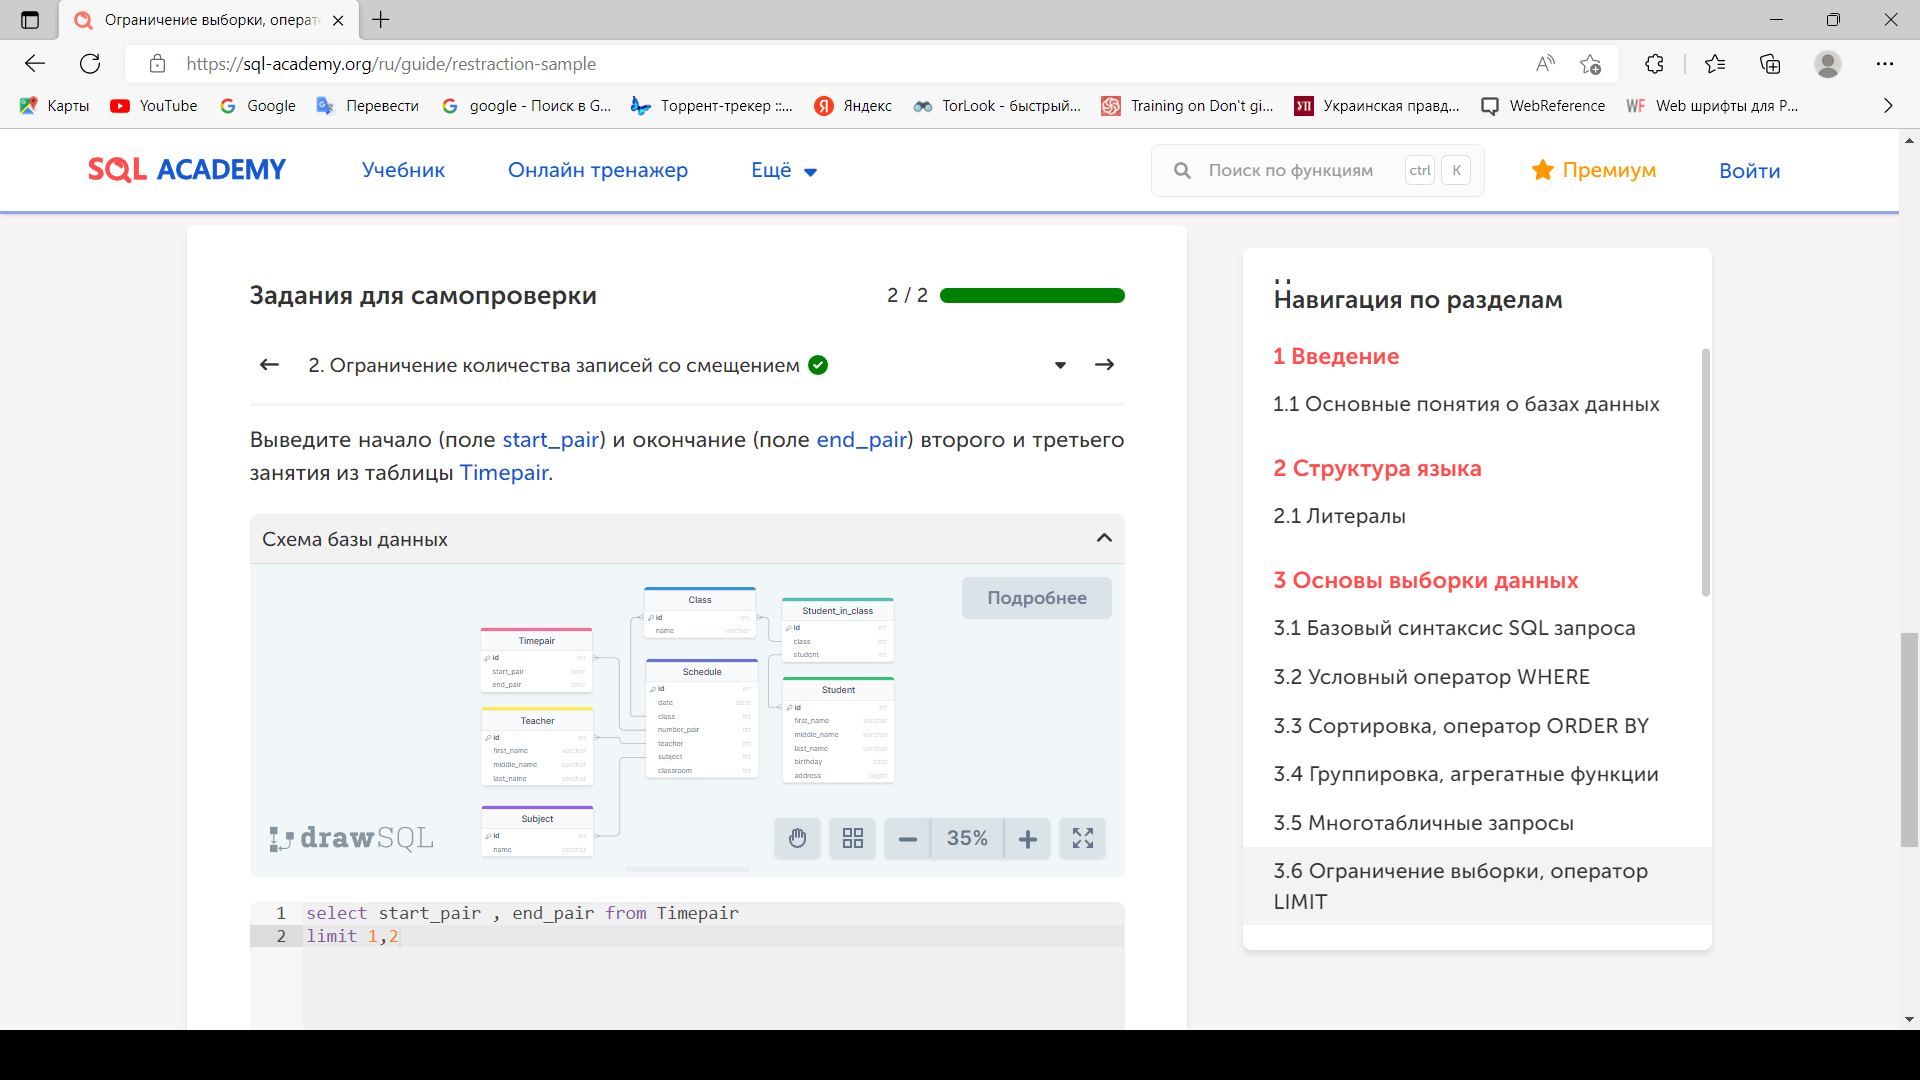 Ограничение выборки, операт
https://sql-academy.org/ru/guide/restraction-sample
Карты YouTube Google Перевести google - Поиск в G... Торрент-трекер ::... Яндекс TorLook - быстрый... Training on Don't gi... Украинская правд... WebReference Web шрифты для P...
SQL ACADEMY Учебник Онлайн тренажер Ещё Поиск по функциям ctrl K Премиум Войти
Задания для самопроверки 2 / 2
2. Ограничение количества записей со смещением
Выведите начало (поле start_pair) и окончание (поле end_pair) второго и третьего
занятия из таблицы Timepair.
Схема базы данных
Подробнее
Class
id int
name varchar
Student_in_class
id int
class int
student int
Timepair
id int
start_pair time
end_pair time
Schedule
id int
date date
class int
number_pair int
teacher int
subject int
classroom int
Student
id int
first_name varchar
middle_name varchar
last_name varchar
birthday date
address bigint
Teacher
id int
first_name varchar
middle_name varchar
last_name varchar
Subject
id int
name varchar
drawSQL
35%
1 select start_pair , end_pair from Timepair
2 limit 1,2
Навигация по разделам
1 Введение
1.1 Основные понятия о базах данных
2 Структура языка
2.1 Литералы
3 Основы выборки данных
3.1 Базовый синтаксис SQL запроса
3.2 Условный оператор WHERE
3.3 Сортировка, оператор ORDER BY
3.4 Группировка, агрегатные функции
3.5 Многотабличные запросы
3.6 Ограничение выборки, оператор
LIMIT